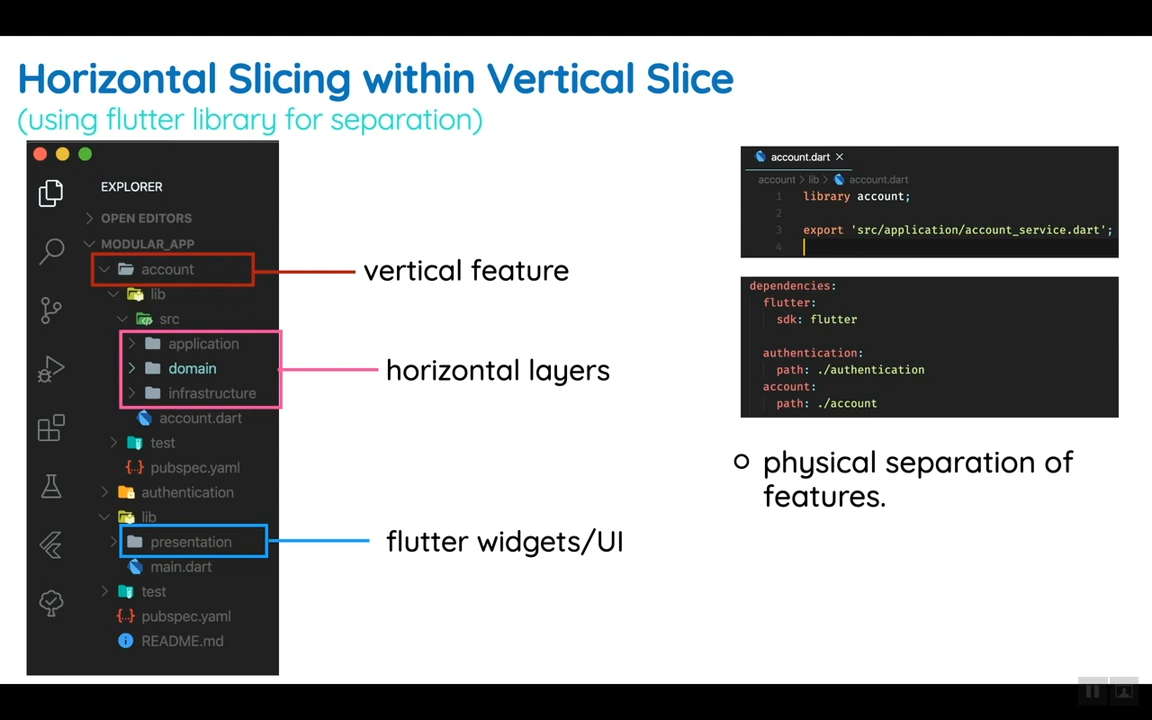 Horizontal Slicing within Vertical Slice
(using flutter library for separation)
EXPLORER
OPEN EDITORS
MODULAR_APP
account
lib
src
application
domain
infrastructure
account.dart
test
pubspec.yaml
authentication
lib
presentation
main.dart
test
pubspec.yaml
README.md
vertical feature
horizontal layers
flutter widgets/UI
account.dart ×
account > lib > account.dart
1 library account;
2
3 export 'src/application/account_service.dart';
4
dependencies:
flutter:
sdk: flutter
authentication:
path: ./authentication
account:
path: ./account
physical separation of
features.